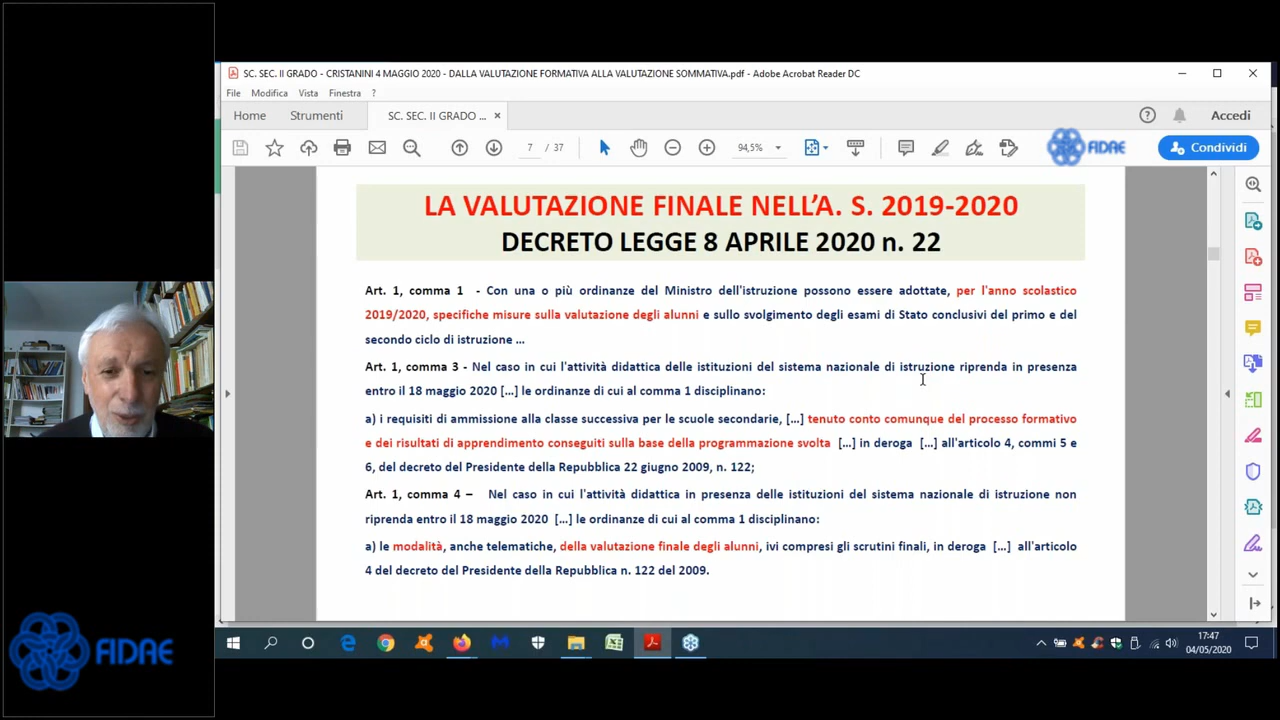 SC. SEC. II GRADO - CRISTANINI 4 MAGGIO 2020 - DALLA VALUTAZIONE FORMATIVA ALLA VALUTAZIONE SOMMATIVA.pdf - Adobe Acrobat Reader DC
File Modifica Vista Finestra ?
Home Strumenti SC. SEC. II GRADO ... × Accedi
7 / 37 94,5% FIDAE Condividi
LA VALUTAZIONE FINALE NELL'A. S. 2019-2020
DECRETO LEGGE 8 APRILE 2020 n. 22
Art. 1, comma 1 - Con una o più ordinanze del Ministro dell'istruzione possono essere adottate, per l'anno scolastico
2019/2020, specifiche misure sulla valutazione degli alunni e sullo svolgimento degli esami di Stato conclusivi del primo e del
secondo ciclo di istruzione ...
Art. 1, comma 3 - Nel caso in cui l'attività didattica delle istituzioni del sistema nazionale di istruzione riprenda in presenza
entro il 18 maggio 2020 [...] le ordinanze di cui al comma 1 disciplinano:
a) i requisiti di ammissione alla classe successiva per le scuole secondarie, [...] tenuto conto comunque del processo formativo
e dei risultati di apprendimento conseguiti sulla base della programmazione svolta [...] in deroga [...] all'articolo 4, commi 5 e
6, del decreto del Presidente della Repubblica 22 giugno 2009, n. 122;
Art. 1, comma 4 – Nel caso in cui l'attività didattica in presenza delle istituzioni del sistema nazionale di istruzione non
riprenda entro il 18 maggio 2020 [...] le ordinanze di cui al comma 1 disciplinano:
a) le modalità, anche telematiche, della valutazione finale degli alunni, ivi compresi gli scrutini finali, in deroga [...] all'articolo
4 del decreto del Presidente della Repubblica n. 122 del 2009.
FIDAE
17:47
04/05/2020